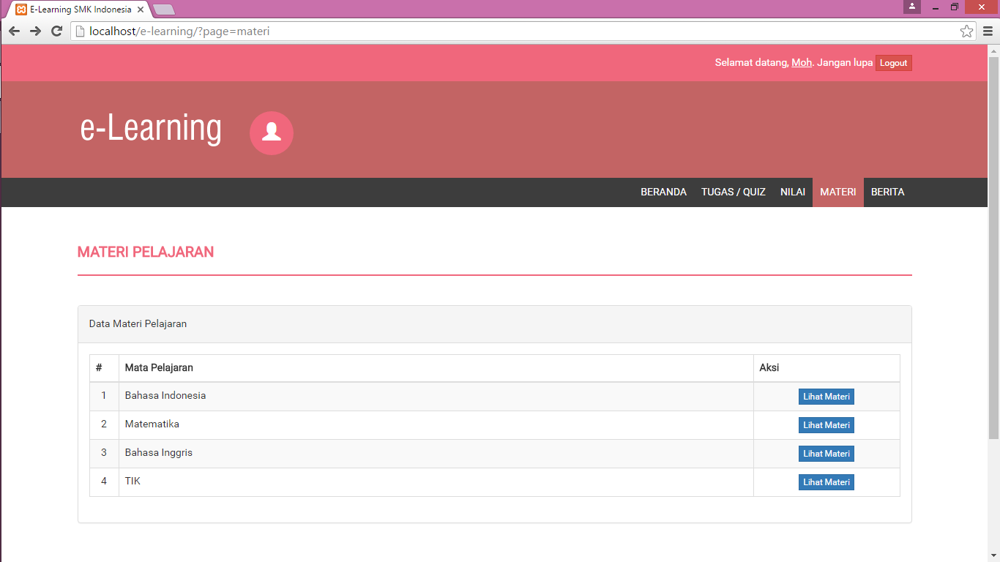 E-Learning SMK Indonesia
localhost/e-learning/?page=materi
Selamat datang, Moh. Jangan lupa Logout
e-Learning
BERANDA TUGAS / QUIZ NILAI MATERI BERITA
MATERI PELAJARAN
Data Materi Pelajaran
# Mata Pelajaran Aksi
1 Bahasa Indonesia Lihat Materi
2 Matematika Lihat Materi
3 Bahasa Inggris Lihat Materi
4 TIK Lihat Materi